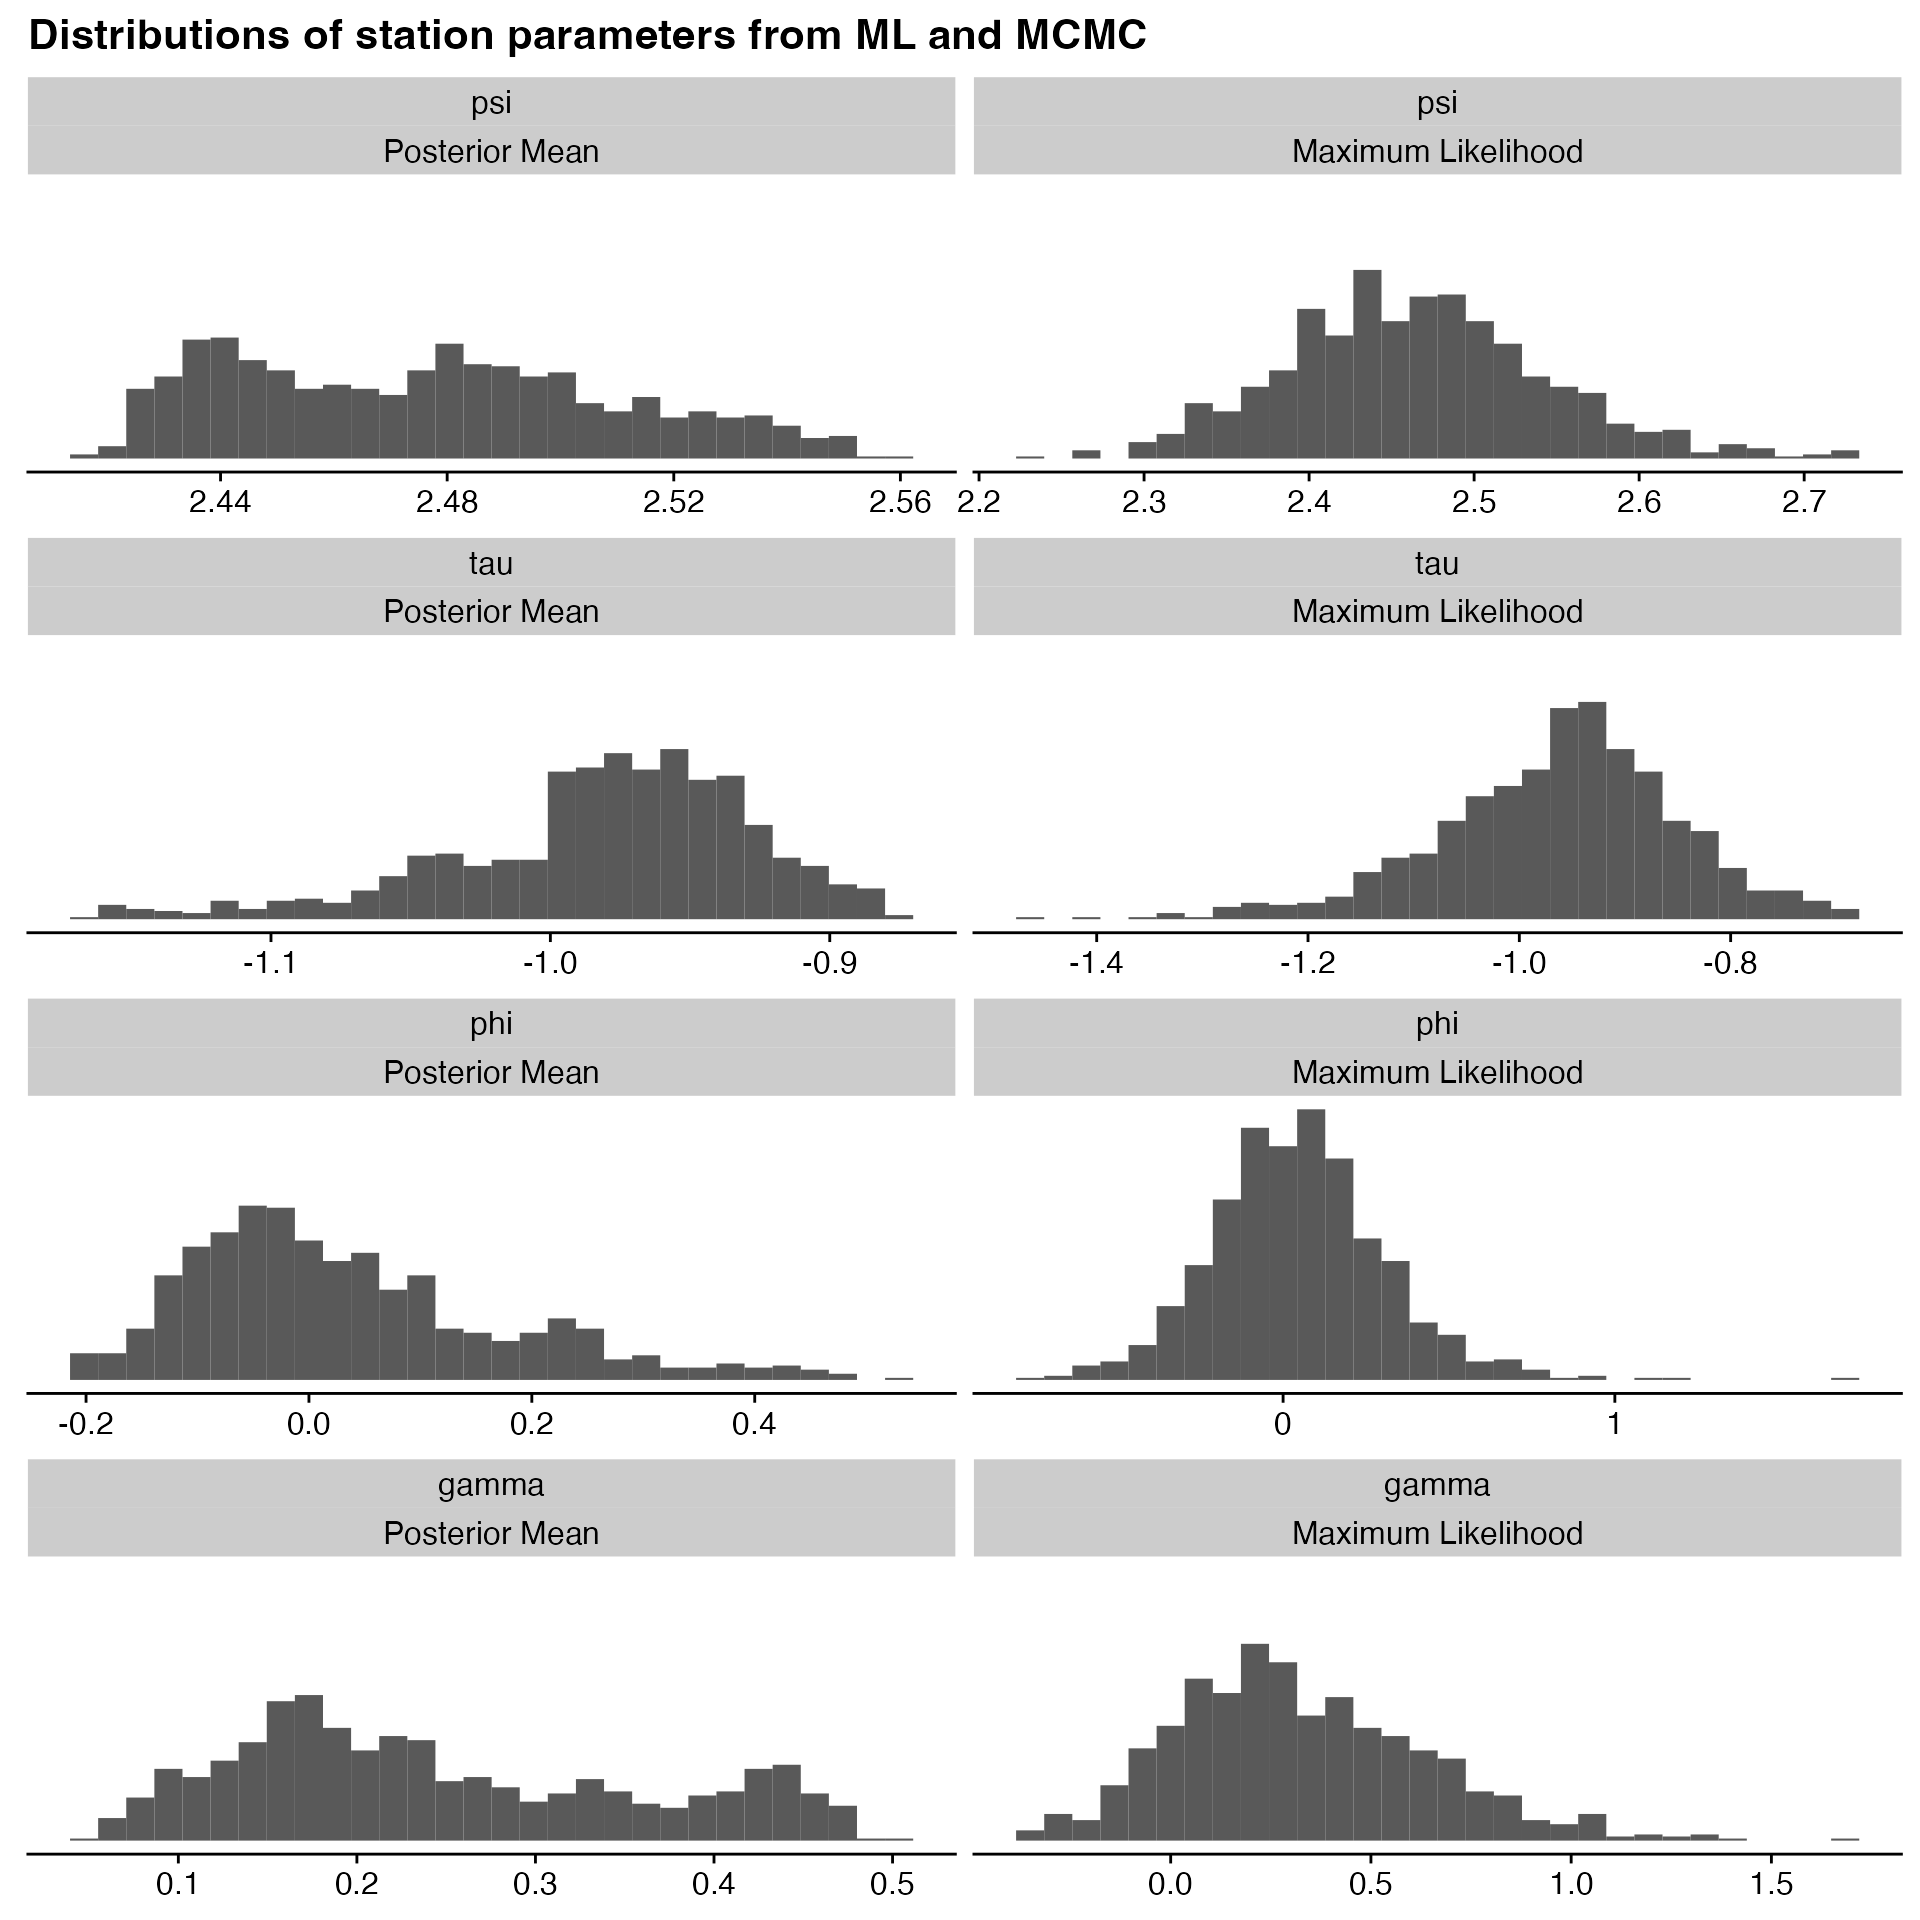 Distributions of station parameters from ML and MCMC
psi
Posterior Mean
psi
Maximum Likelihood
2.44 2.48 2.52 2.56
2.2 2.3 2.4 2.5 2.6 2.7
tau
Posterior Mean
tau
Maximum Likelihood
-1.1 -1.0 -0.9
-1.4 -1.2 -1.0 -0.8
phi
Posterior Mean
phi
Maximum Likelihood
-0.2 0.0 0.2 0.4
0 1
gamma
Posterior Mean
gamma
Maximum Likelihood
0.1 0.2 0.3 0.4 0.5
0.0 0.5 1.0 1.5